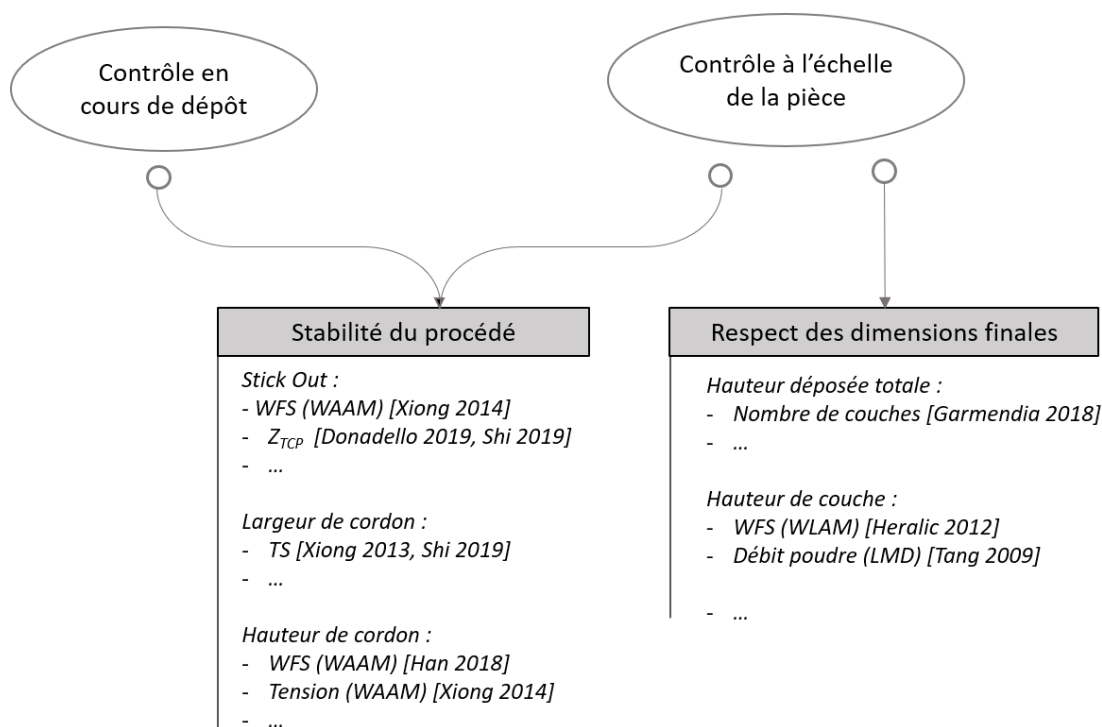 Contrôle en
cours de dépôt
Contrôle à l’échelle
de la pièce
Stabilité du procédé
Stick Out :
- WFS (WAAM) [Xiong 2014]
- ZTCP [Donadello 2019, Shi 2019]
- ...
Largeur de cordon :
- TS [Xiong 2013, Shi 2019]
- ...
Hauteur de cordon :
- WFS (WAAM) [Han 2018]
- Tension (WAAM) [Xiong 2014]
- ...
Respect des dimensions finales
Hauteur déposée totale :
- Nombre de couches [Garmendia 2018]
- ...
Hauteur de couche :
- WFS (WLAM) [Heralic 2012]
- Débit poudre (LMD) [Tang 2009]
- ...